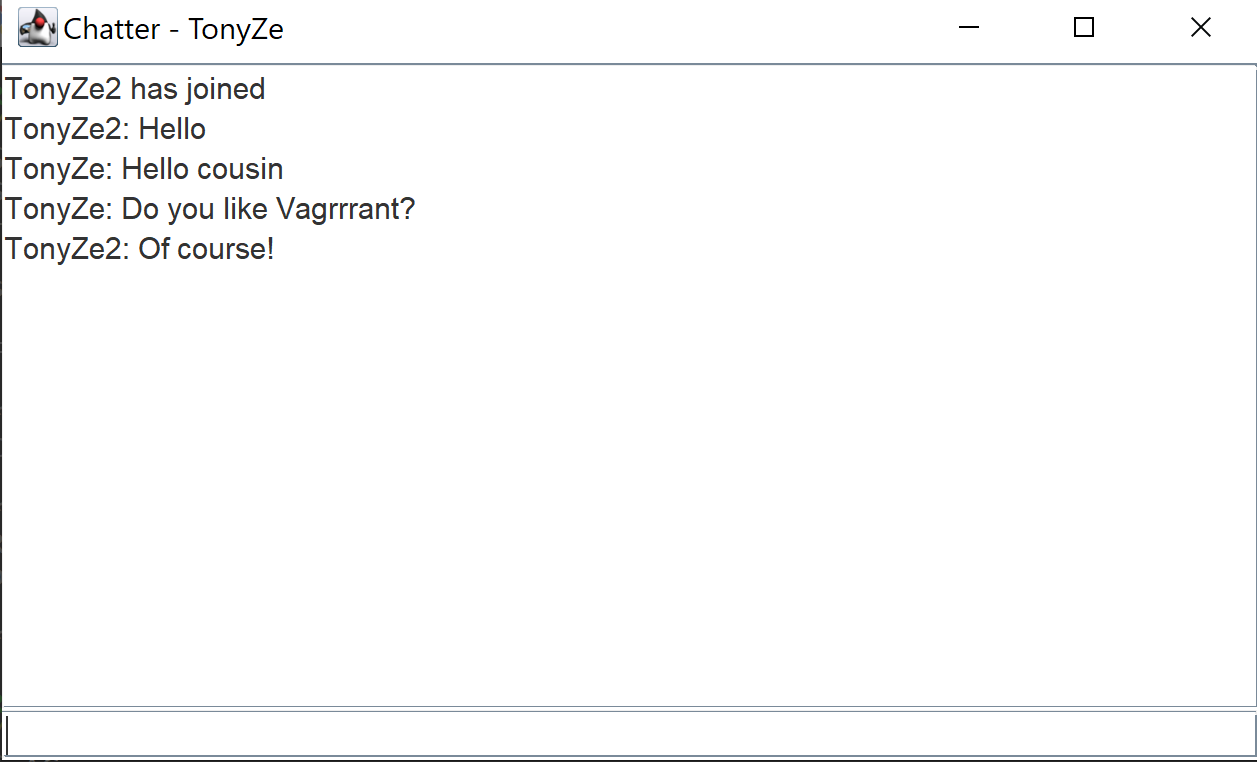 Chatter - TonyZe
TonyZe2 has joined
TonyZe2: Hello
TonyZe: Hello cousin
TonyZe: Do you like Vagrrrant?
TonyZe2: Of course!